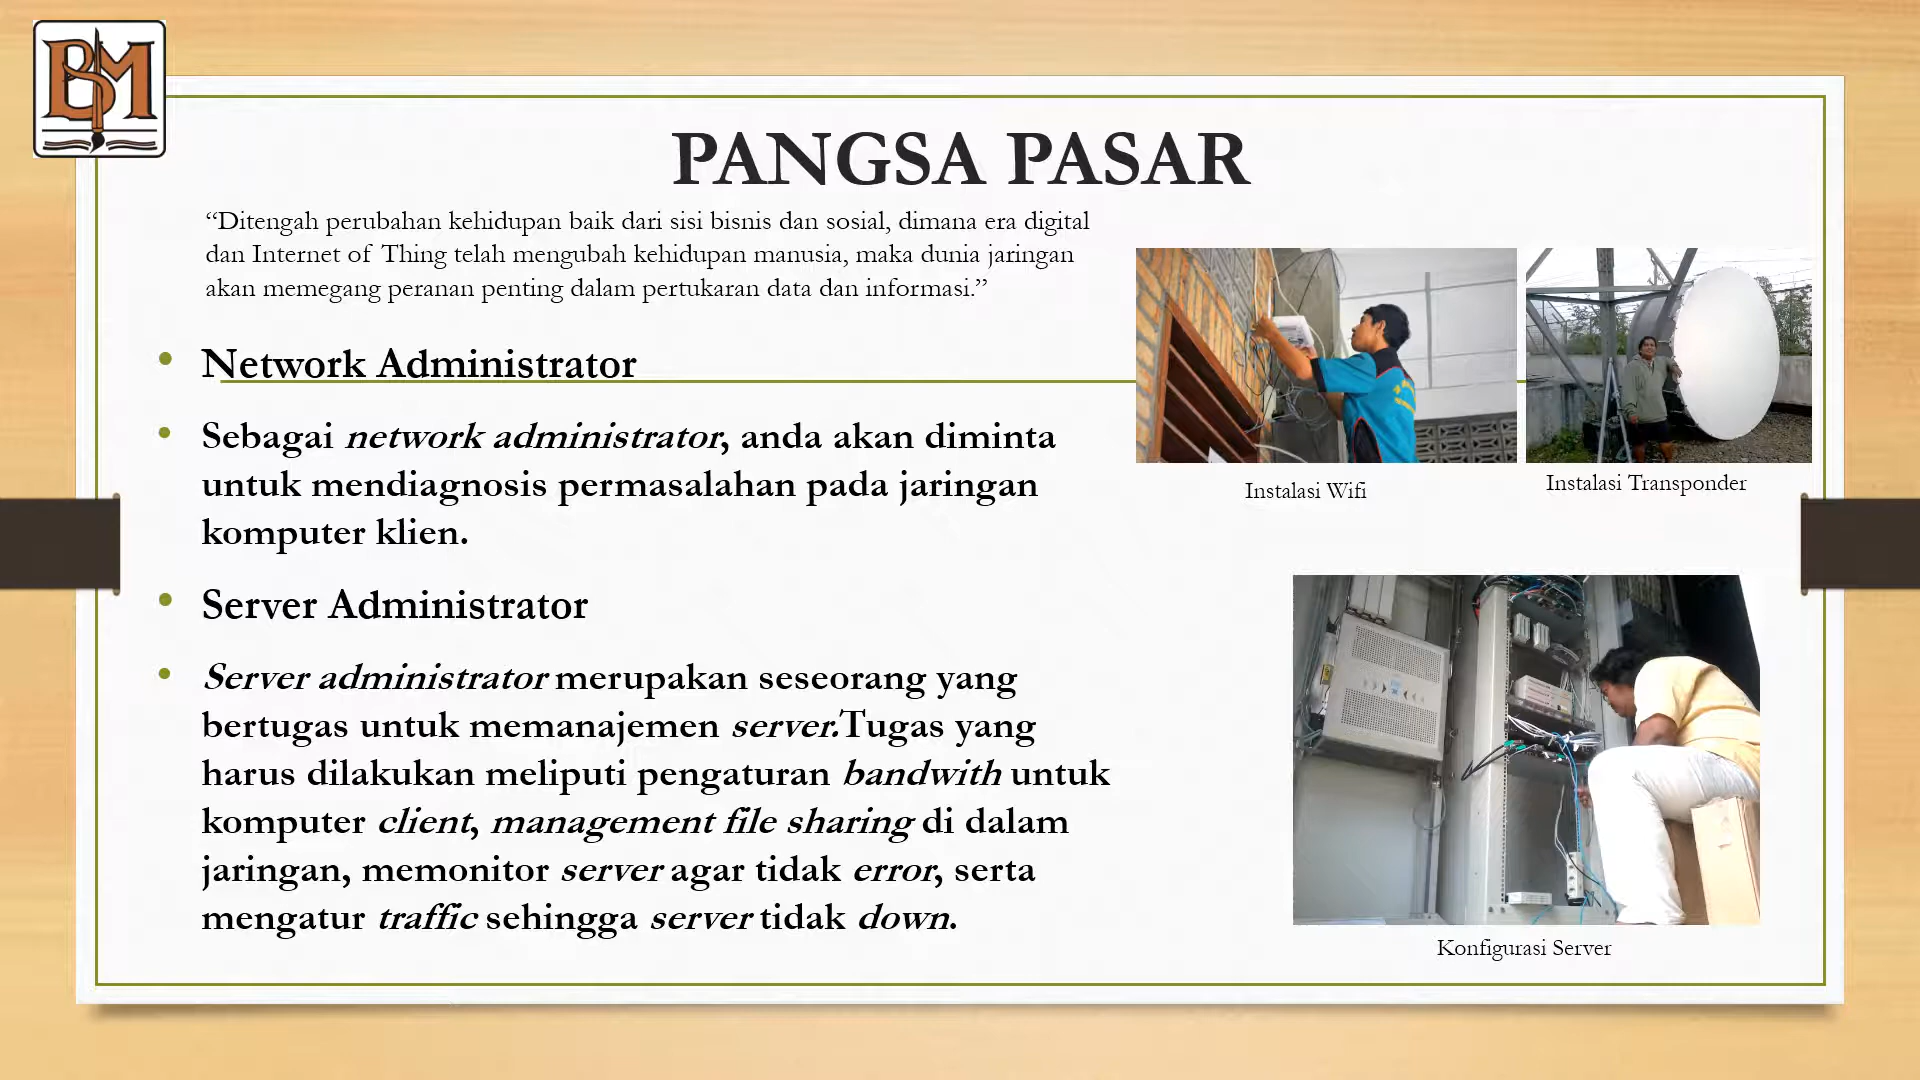 BM
PANGSA PASAR
“Ditengah perubahan kehidupan baik dari sisi bisnis dan sosial, dimana era digital
dan Internet of Thing telah mengubah kehidupan manusia, maka dunia jaringan
akan memegang peranan penting dalam pertukaran data dan informasi.”
• Network Administrator
• Sebagai network administrator, anda akan diminta
untuk mendiagnosis permasalahan pada jaringan
komputer klien.
• Server Administrator
• Server administrator merupakan seseorang yang
bertugas untuk memanajemen server.Tugas yang
harus dilakukan meliputi pengaturan bandwith untuk
komputer client, management file sharing di dalam
jaringan, memonitor server agar tidak error, serta
mengatur traffic sehingga server tidak down.
Instalasi Wifi
Instalasi Transponder
Konfigurasi Server